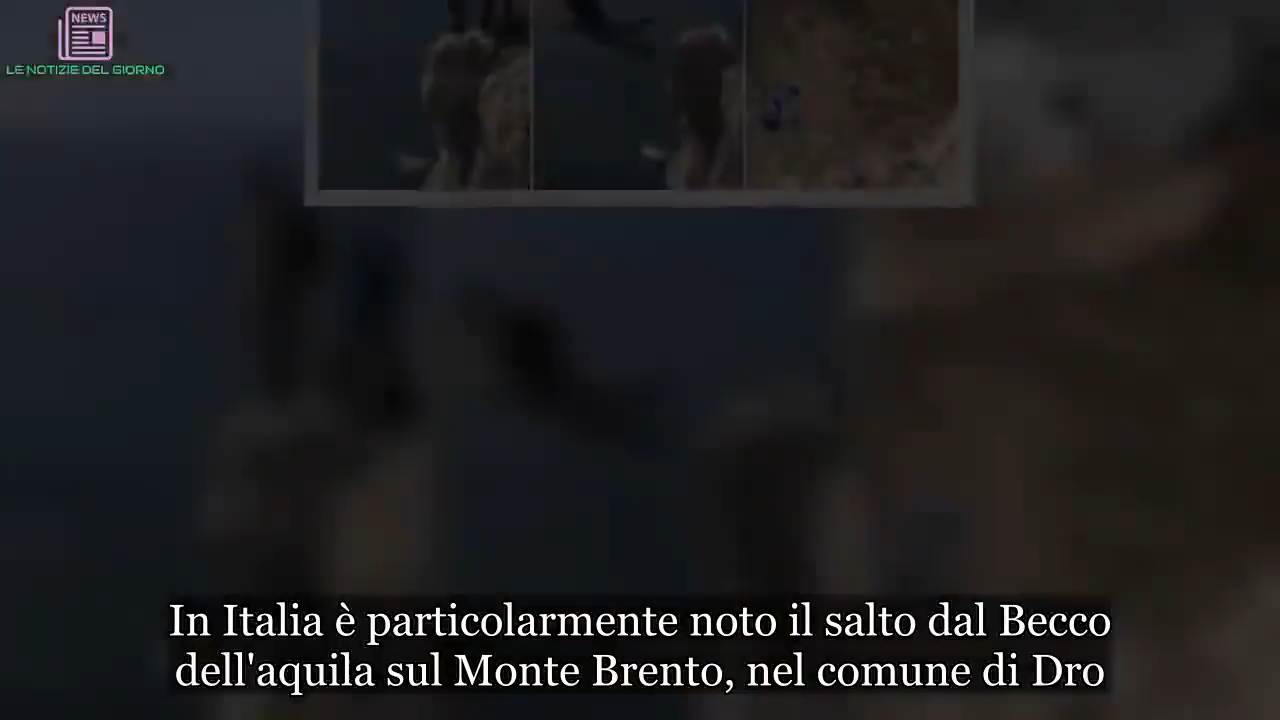 NEWS
LE NOTIZIE DEL GIORNO
In Italia è particolarmente noto il salto dal Becco
dell'aquila sul Monte Brento, nel comune di Dro